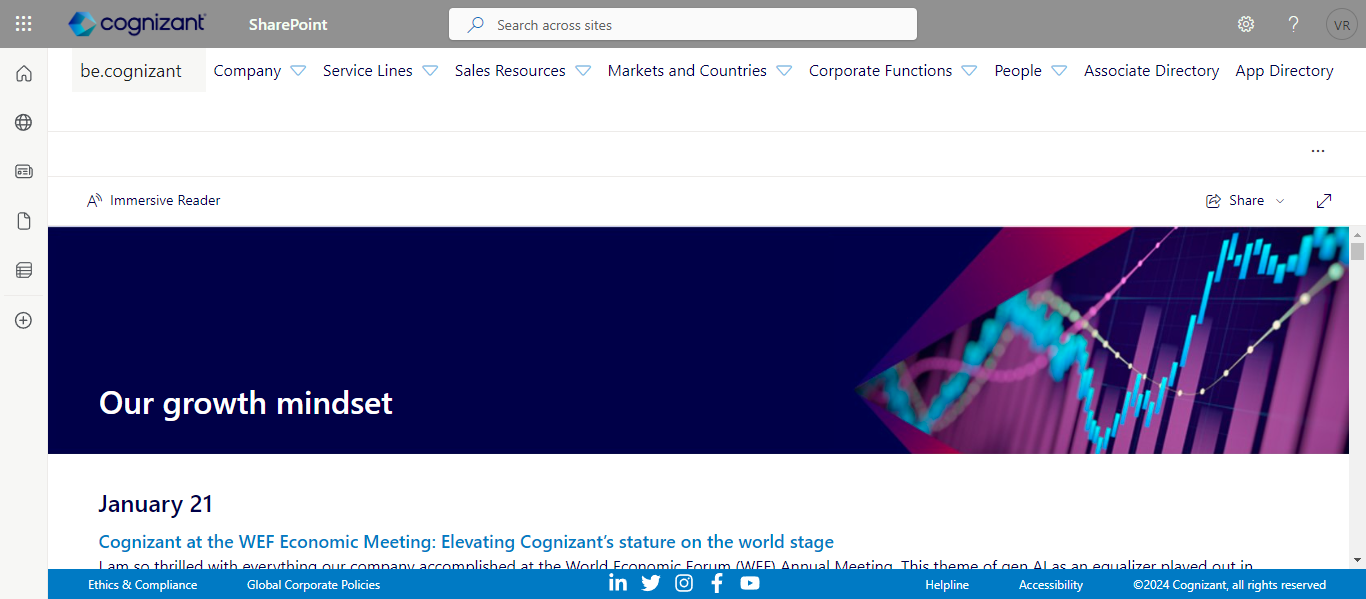 cognizant SharePoint Search across sites ? VR
be.cognizant Company Service Lines Sales Resources Markets and Countries Corporate Functions People Associate Directory App Directory
...
Immersive Reader Share
Our growth mindset
January 21
Cognizant at the WEF Economic Meeting: Elevating Cognizant’s stature on the world stage
I am so thrilled with everything our company accomplished at the World Economic Forum (WEF) Annual Meeting. This theme of gen AI as an equalizer played out in
Ethics & Compliance Global Corporate Policies Helpline Accessibility ©2024 Cognizant, all rights reserved